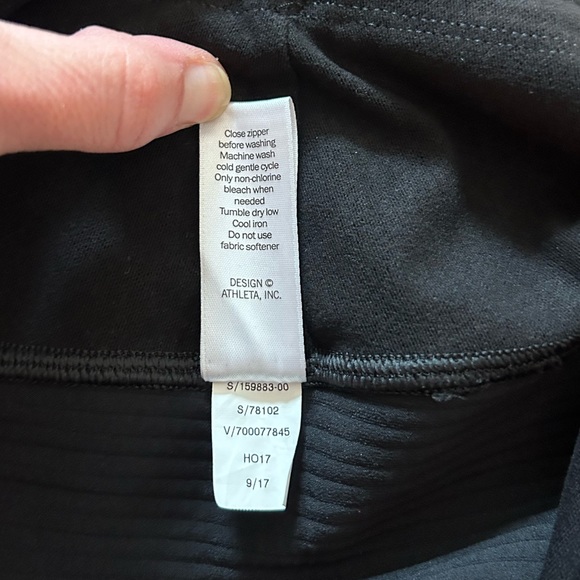 Close zipper
before washing
Machine wash
cold gentle cycle
Only non-chlorine
bleach when
needed
Tumble dry low
Cool iron
Do not use
fabric softener
DESIGN ©
ATHLETA, INC.
S/159883-00
S/78102
V/700077845
HO17
9/17